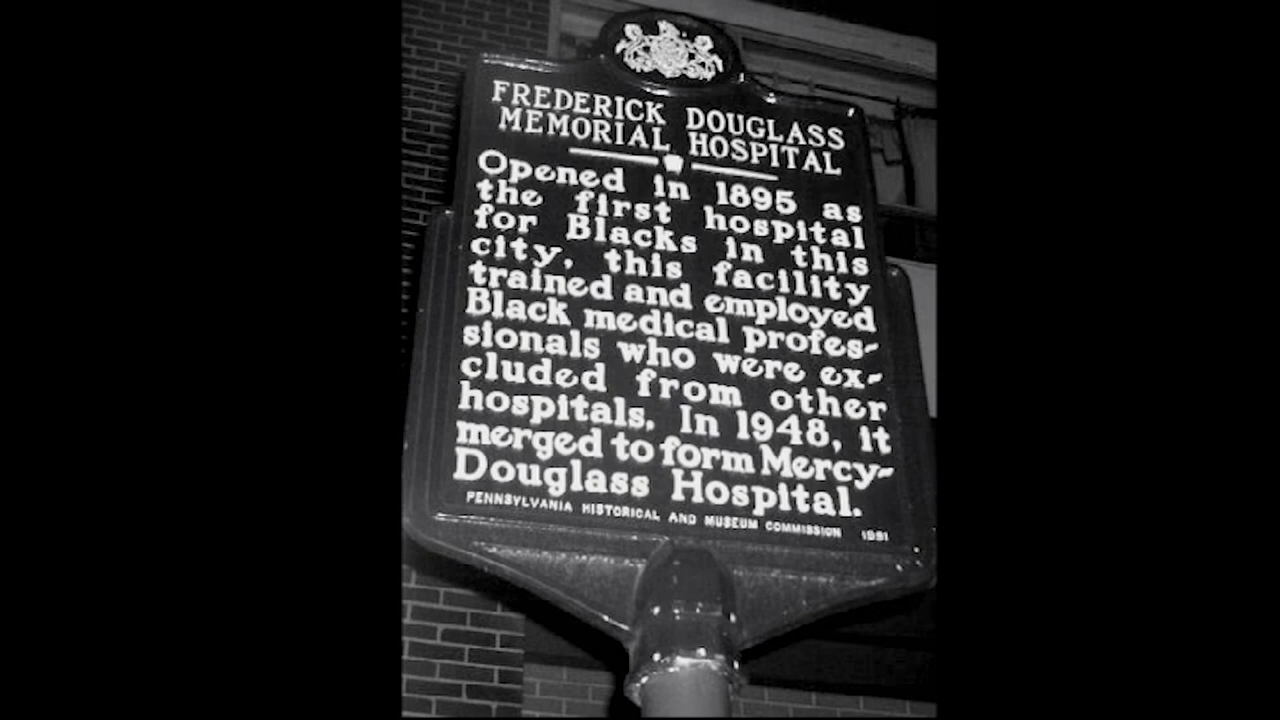 FREDERICK DOUGLASS
MEMORIAL HOSPITAL
Opened in 1895 as
the first hospital
for Blacks in this
city, this facility
trained and employed
Black medical profes-
sionals who were ex-
cluded from other
hospitals. In 1948, it
merged to form Mercy-
Douglass Hospital.
PENNSYLVANIA HISTORICAL AND MUSEUM COMMISSION 1991